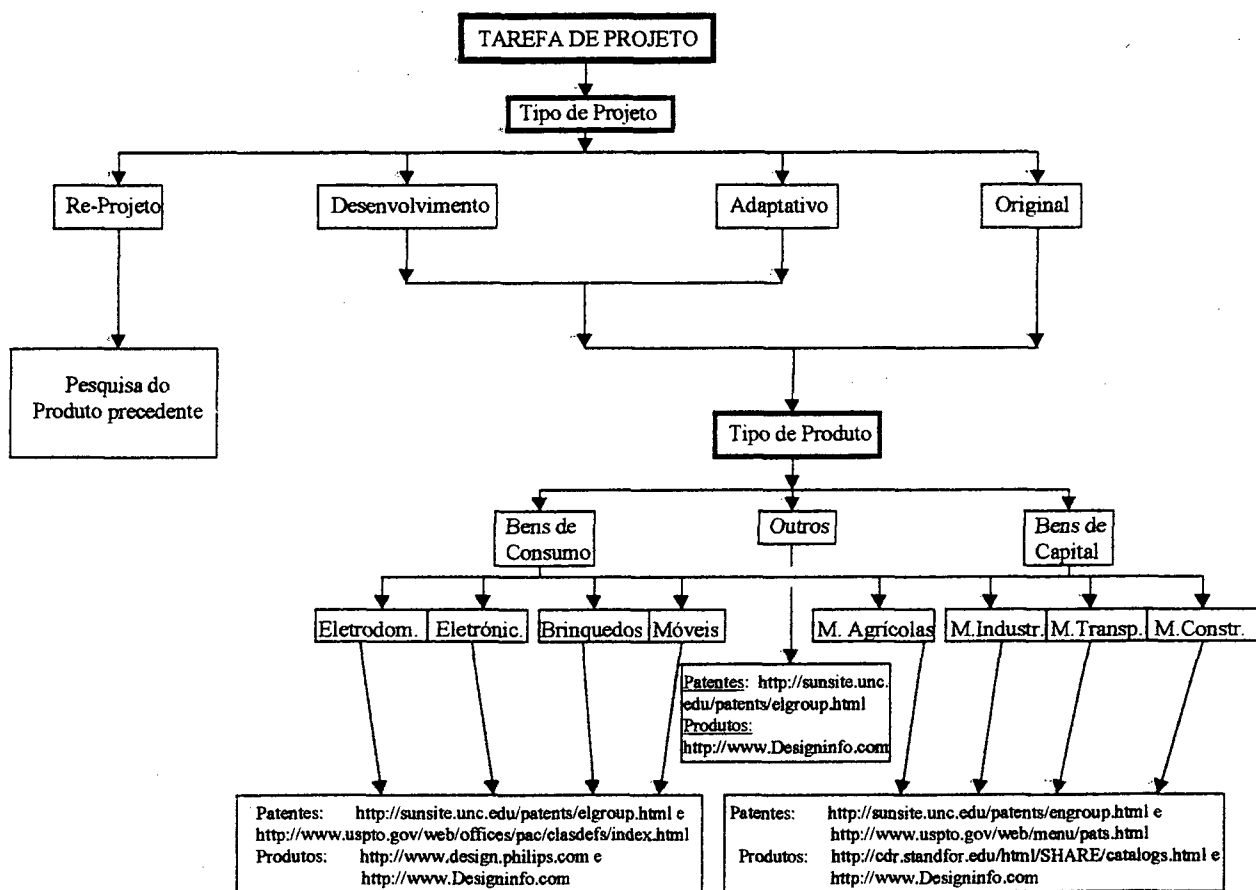 TAREFA DE PROJETO
Tipo de Projeto
Re-Projeto
Desenvolvimento
Adaptativo
Original
Pesquisa do
Produto precedente
Tipo de Produto
Bens de
Consumo
Outros
Bens de
Capital
Eletrodom.
Eletrónic.
Brinquedos
Móveis
M. Agrícolas
M.Industr.
M.Transp.
M.Constr.
Patentes: http://sunsite.unc.
edu/patents/elgroup.html
Produtos:
http://www.Designinfo.com
Patentes: http://sunsite.unc.edu/patents/elgroup.html e
http://www.uspto.gov/web/offices/pac/clasdefs/index.html
Produtos: http://www.design.philips.com e
http://www.Designinfo.com
Patentes: http://sunsite.unc.edu/patents/engroup.html e
http://www.uspto.gov/web/menu/pats.html
Produtos: http://cdr.standfor.edu/html/SHARE/catalogs.html e
http://www.Designinfo.com